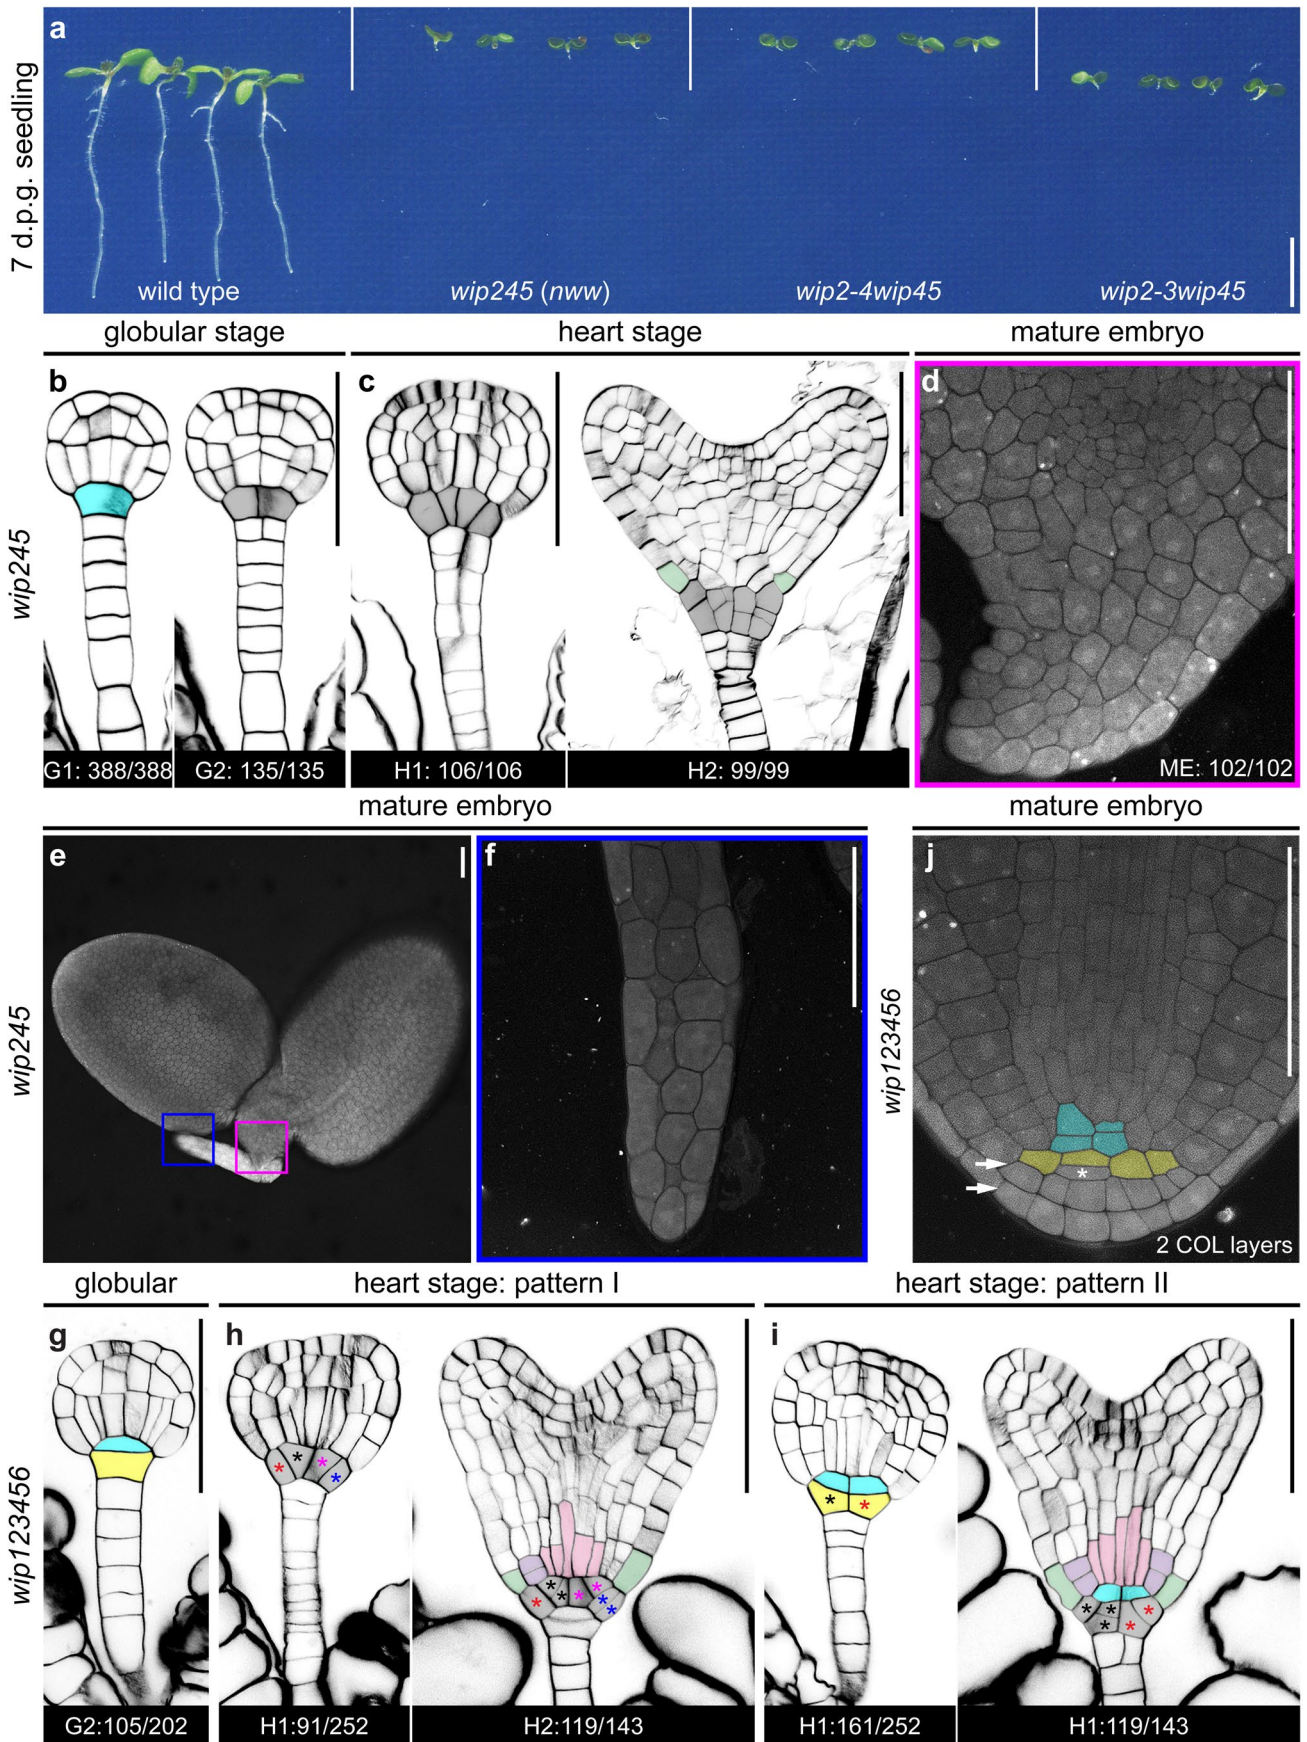 a
7 d.p.g. seedling
wild type
wip245 (nww)
wip2-4wip45
wip2-3wip45
globular stage
heart stage
mature embryo
b
c
d
wip245
G1: 388/388
G2: 135/135
H1: 106/106
H2: 99/99
ME: 102/102
mature embryo
mature embryo
e
f
j
wip245
wip123456
*
2 COL layers
globular
heart stage: pattern I
heart stage: pattern II
g
h
i
wip123456
* * * *
* * * * * * *
* *
* * * * *
G2:105/202
H1:91/252
H2:119/143
H1:161/252
H1:119/143